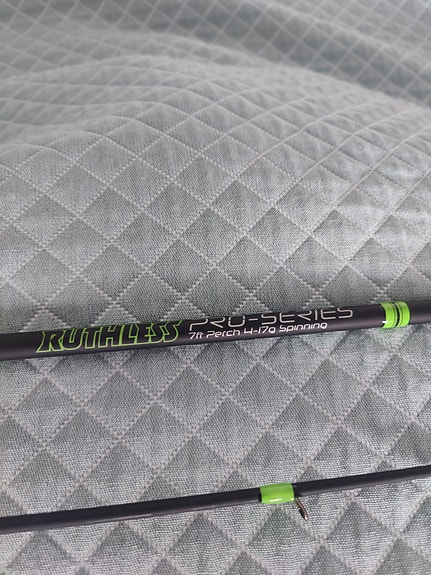 RUTHLESS PRO-SERIES
7ft Perch 4-17g Spinning